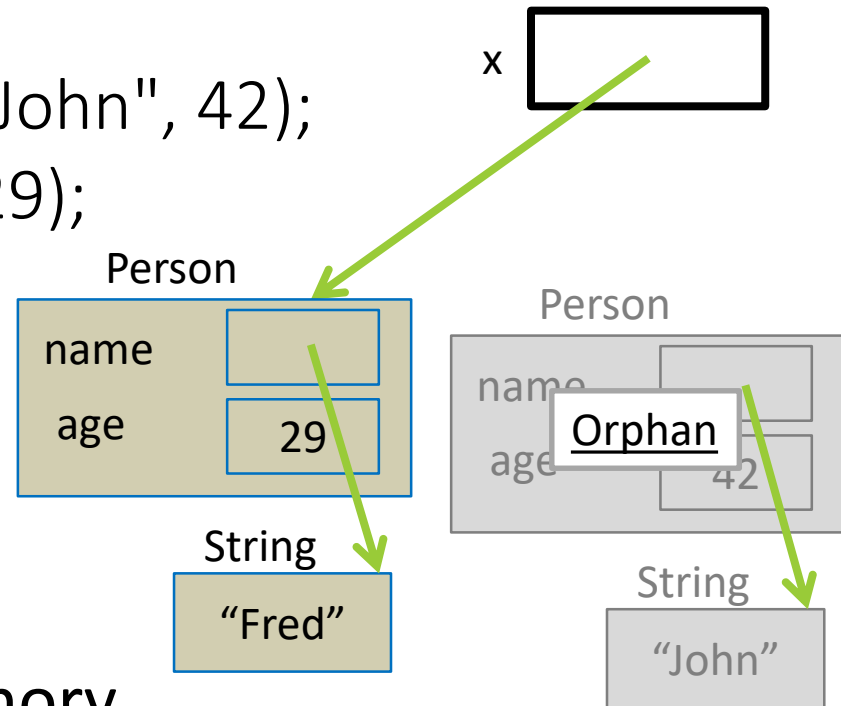 x
John", 42);
29);
Person
name
age
29
String
“Fred”
Person
name
age
42
Orphan
String
“John”